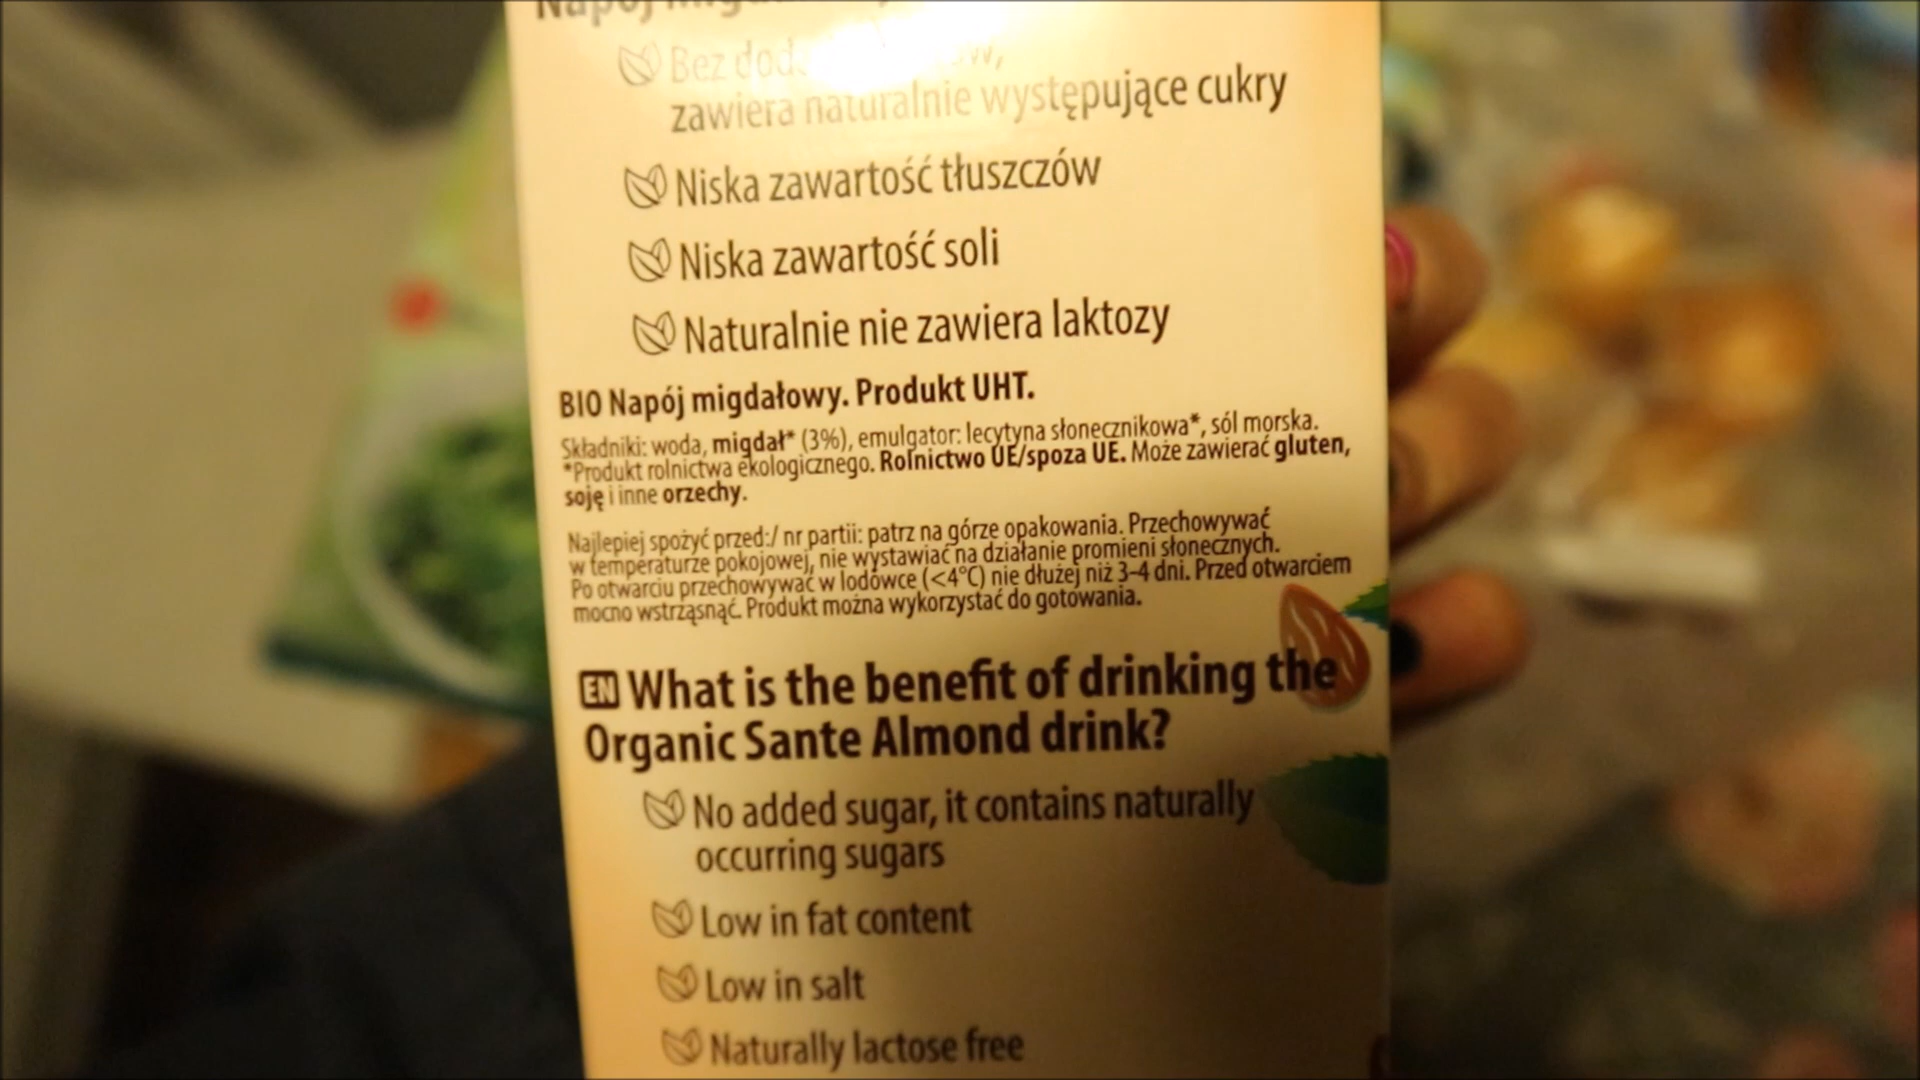 Napój
Bez
zawiera naturalnie występujące cukry
Niska zawartość tłuszczów
Niska zawartość soli
Naturalnie nie zawiera laktozy
BIO Napój migdałowy. Produkt UHT.
Składniki: woda, migdał* (3%), emulgator: lecytyna słonecznikowa*, sól morska.
*Produkt rolnictwa ekologicznego. Rolnictwo UE/spoza UE. Może zawierać gluten,
soję i inne orzechy.
Najlepiej spożyć przed:/ nr partii: patrz na górze opakowania. Przechowywać
w temperaturze pokojowej, nie wystawiać na działanie promieni słonecznych.
Po otwarciu przechowywać w lodówce (<4°C) nie dłużej niż 3-4 dni. Przed otwarciem
mocno wstrząsnąć. Produkt można wykorzystać do gotowania.
EN What is the benefit of drinking the
Organic Sante Almond drink?
No added sugar, it contains naturally
occurring sugars
Low in fat content
Low in salt
Naturally lactose free